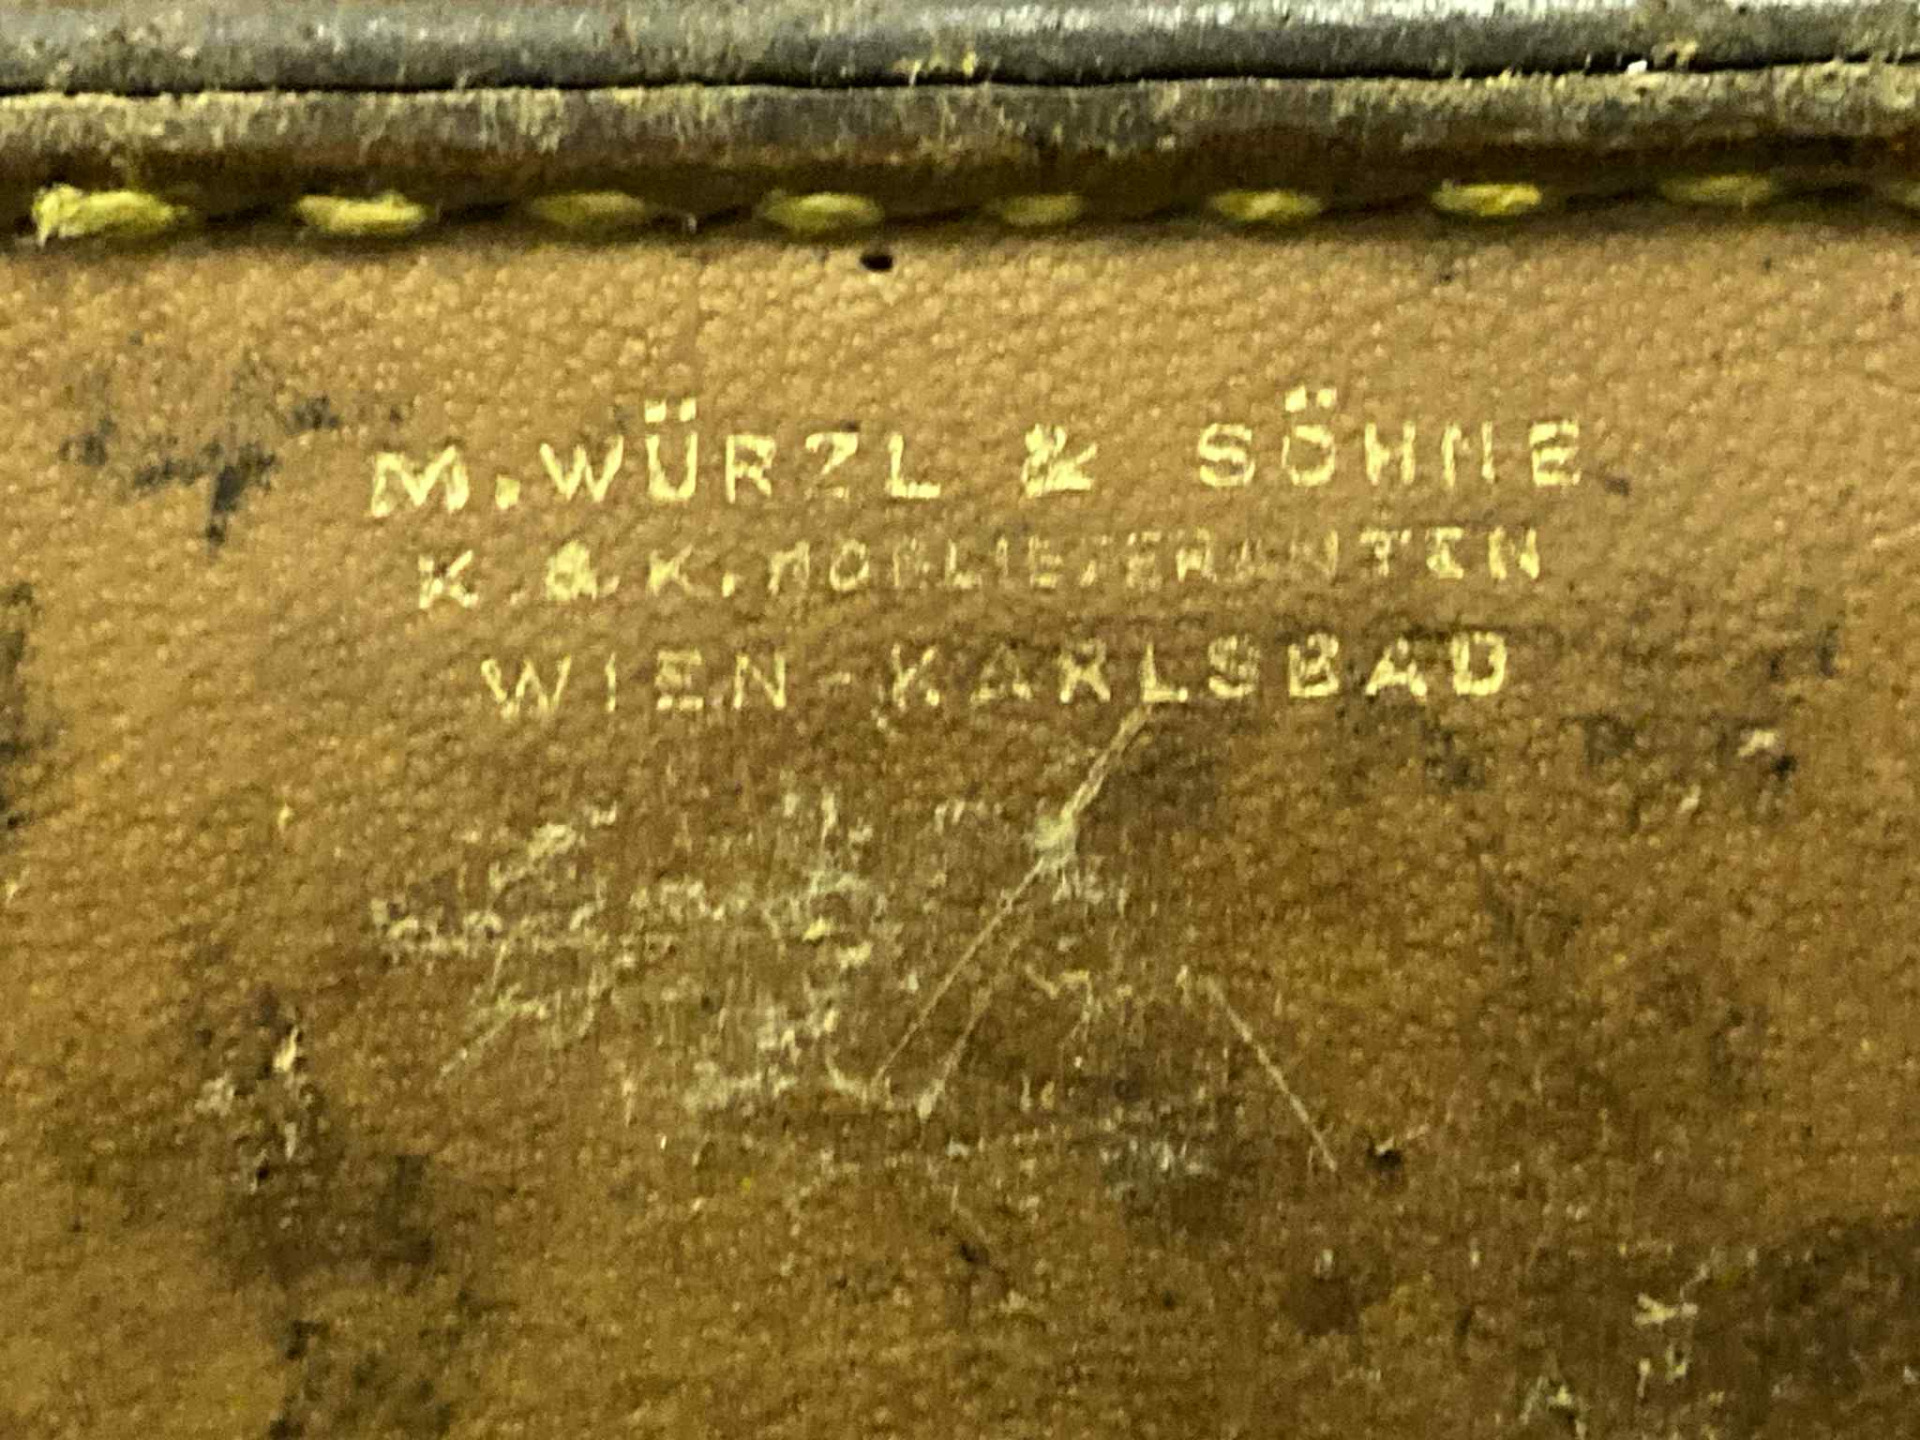 M. WÜRZL & SÖHNE
K & K. HOFLIEFERANTEN
WIEN-KARLSBAD